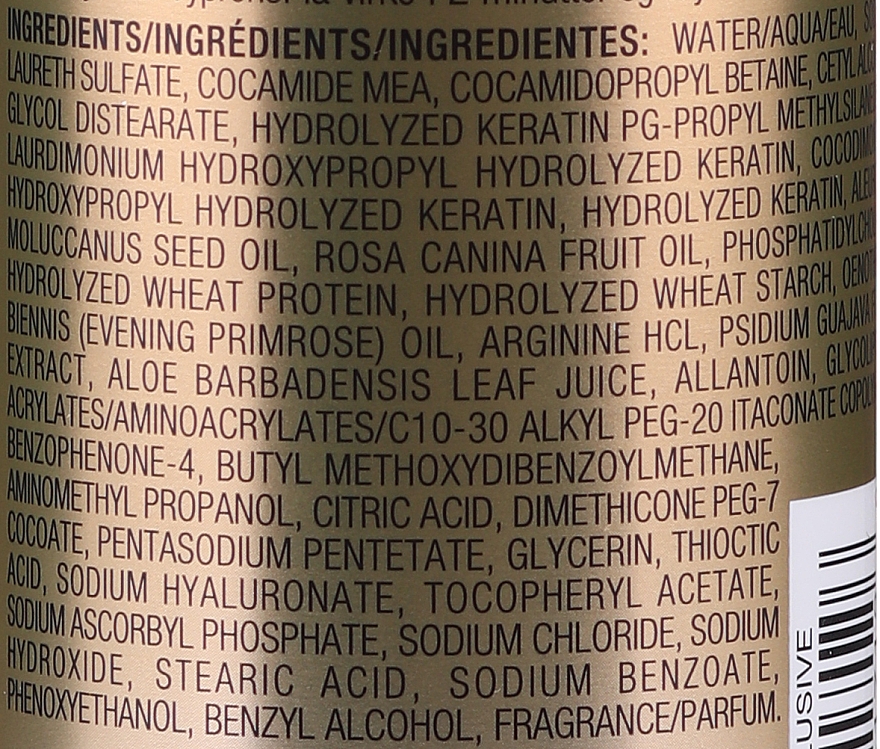 INGREDIENTS/INGRÉDIENTS/INGREDIENTES: WATER/AQUA/EAU,
LAURETH SULFATE, COCAMIDE MEA, COCAMIDOPROPYL BETAINE, CETYL
GLYCOL DISTEARATE, HYDROLYZED KERATIN PG-PROPYL
LAURDIMONIUM HYDROXYPROPYL HYDROLYZED KERATIN,
HYDROXYPROPYL HYDROLYZED KERATIN, HYDROLYZED KERATIN,
MOLUCCANUS SEED OIL, ROSA CANINA FRUIT OIL,
HYDROLYZED WHEAT PROTEIN, HYDROLYZED WHEAT STARCH,
BIENNIS (EVENING PRIMROSE) OIL, ARGININE HCL, PSIDIUM GUAJAVA
EXTRACT, ALOE BARBADENSIS LEAF JUICE, ALLANTOIN,
ACRYLATES/AMINOACRYLATES/C10-30 ALKYL PEG-20 ITACONATE
BENZOPHENONE-4, BUTYL METHOXYDIBENZOYLMETHANE,
AMINOMETHYL PROPANOL, CITRIC ACID, DIMETHICONE PEG-7
COCOATE, PENTASODIUM PENTETATE, GLYCERIN, THIOCTIC
ACID, SODIUM HYALURONATE, TOCOPHERYL ACETATE,
SODIUM ASCORBYL PHOSPHATE, SODIUM CHLORIDE, SODIUM
HYDROXIDE, STEARIC ACID, SODIUM BENZOATE,
PHENOXYETHANOL, BENZYL ALCOHOL, FRAGRANCE/PARFUM.
USIVE